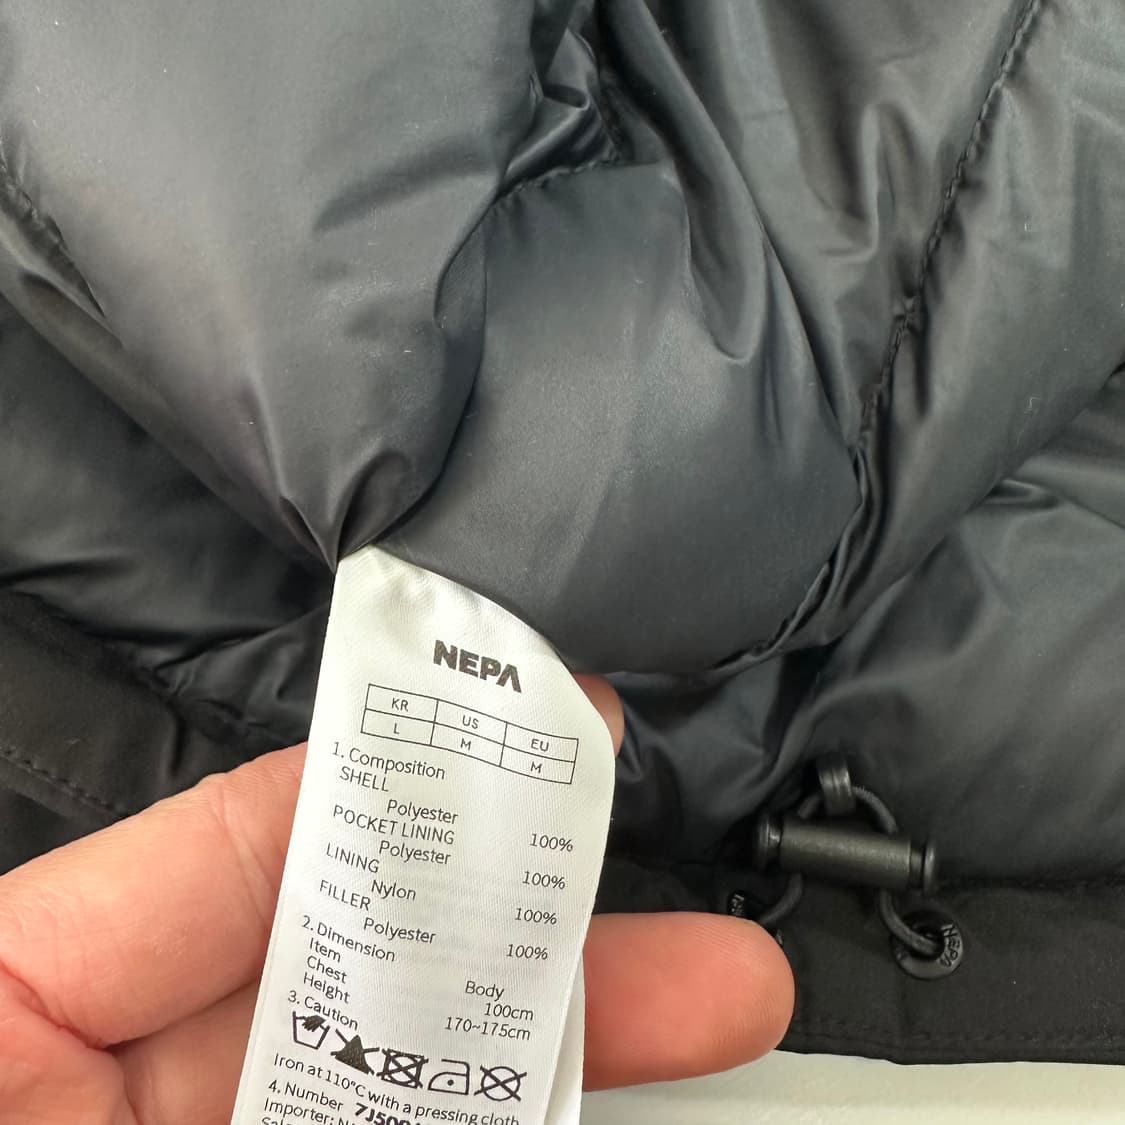 NEPA
KR US EU
L M M
1. Composition
SHELL
Polyester 100%
POCKET LINING
Polyester 100%
LINING
Nylon 100%
FILLER
Polyester 100%
2. Dimension
Item Body
Chest 100cm
Height 170~175cm
3. Caution
Iron at 110°C with a pressing cloth
4. Number
Importer:
NEPA